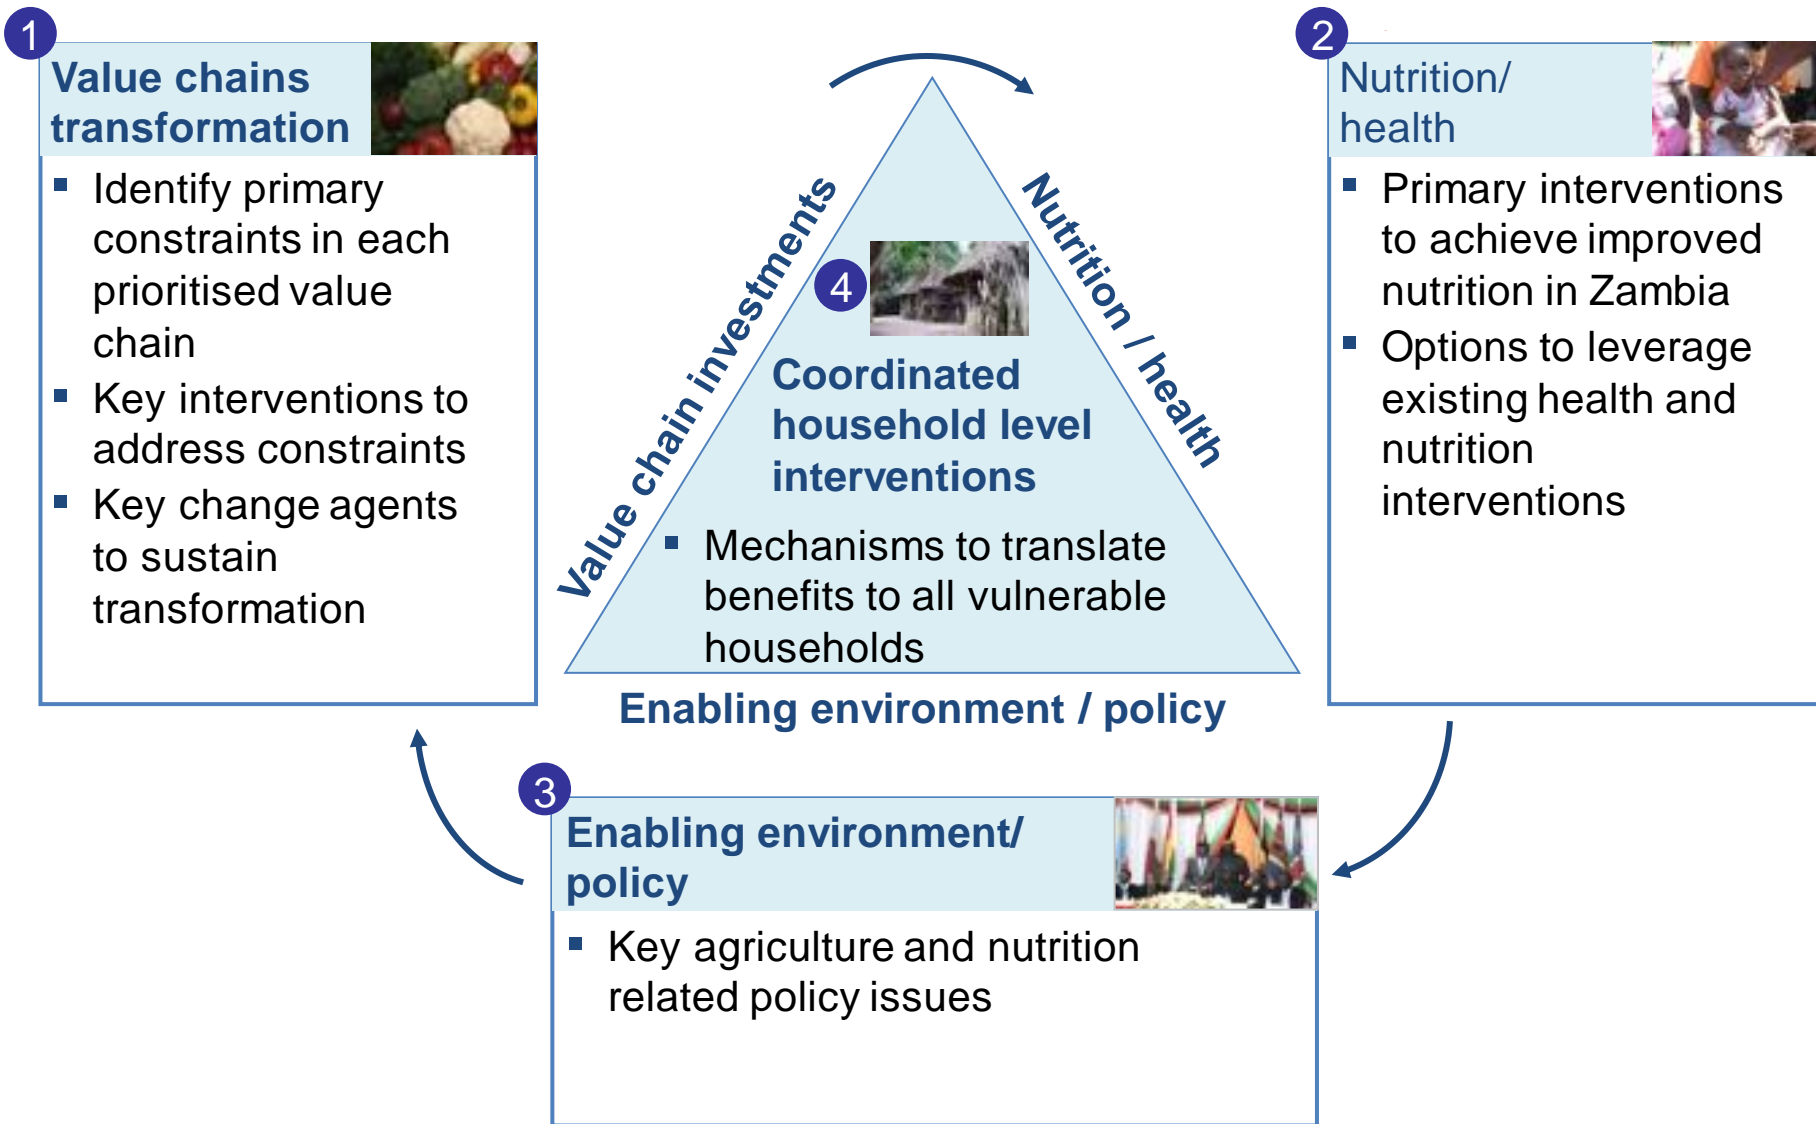 1
Value chains
transformation
▪ Identify primary
constraints in each
prioritised value
chain
▪ Key interventions to
address constraints
▪ Key change agents
to sustain
transformation
2
Nutrition/
health
▪ Primary interventions
to achieve improved
nutrition in Zambia
▪ Options to leverage
existing health and
nutrition
interventions
Value chain investments
Nutrition / health
4
Coordinated
household level
interventions
▪ Mechanisms to translate
benefits to all vulnerable
households
Enabling environment / policy
3
Enabling environment/
policy
▪ Key agriculture and nutrition
related policy issues